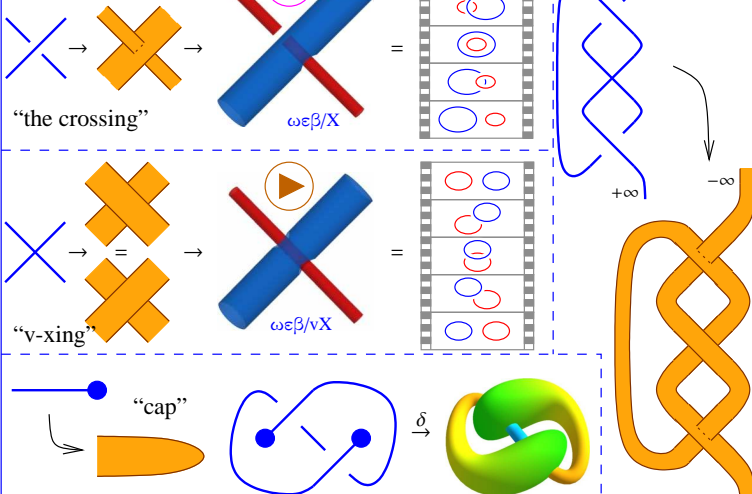 → → =
“the crossing”
ωεβ/X
+∞
−∞
→ = → =
“v-xing”
ωεβ/vX
“cap”
δ
→